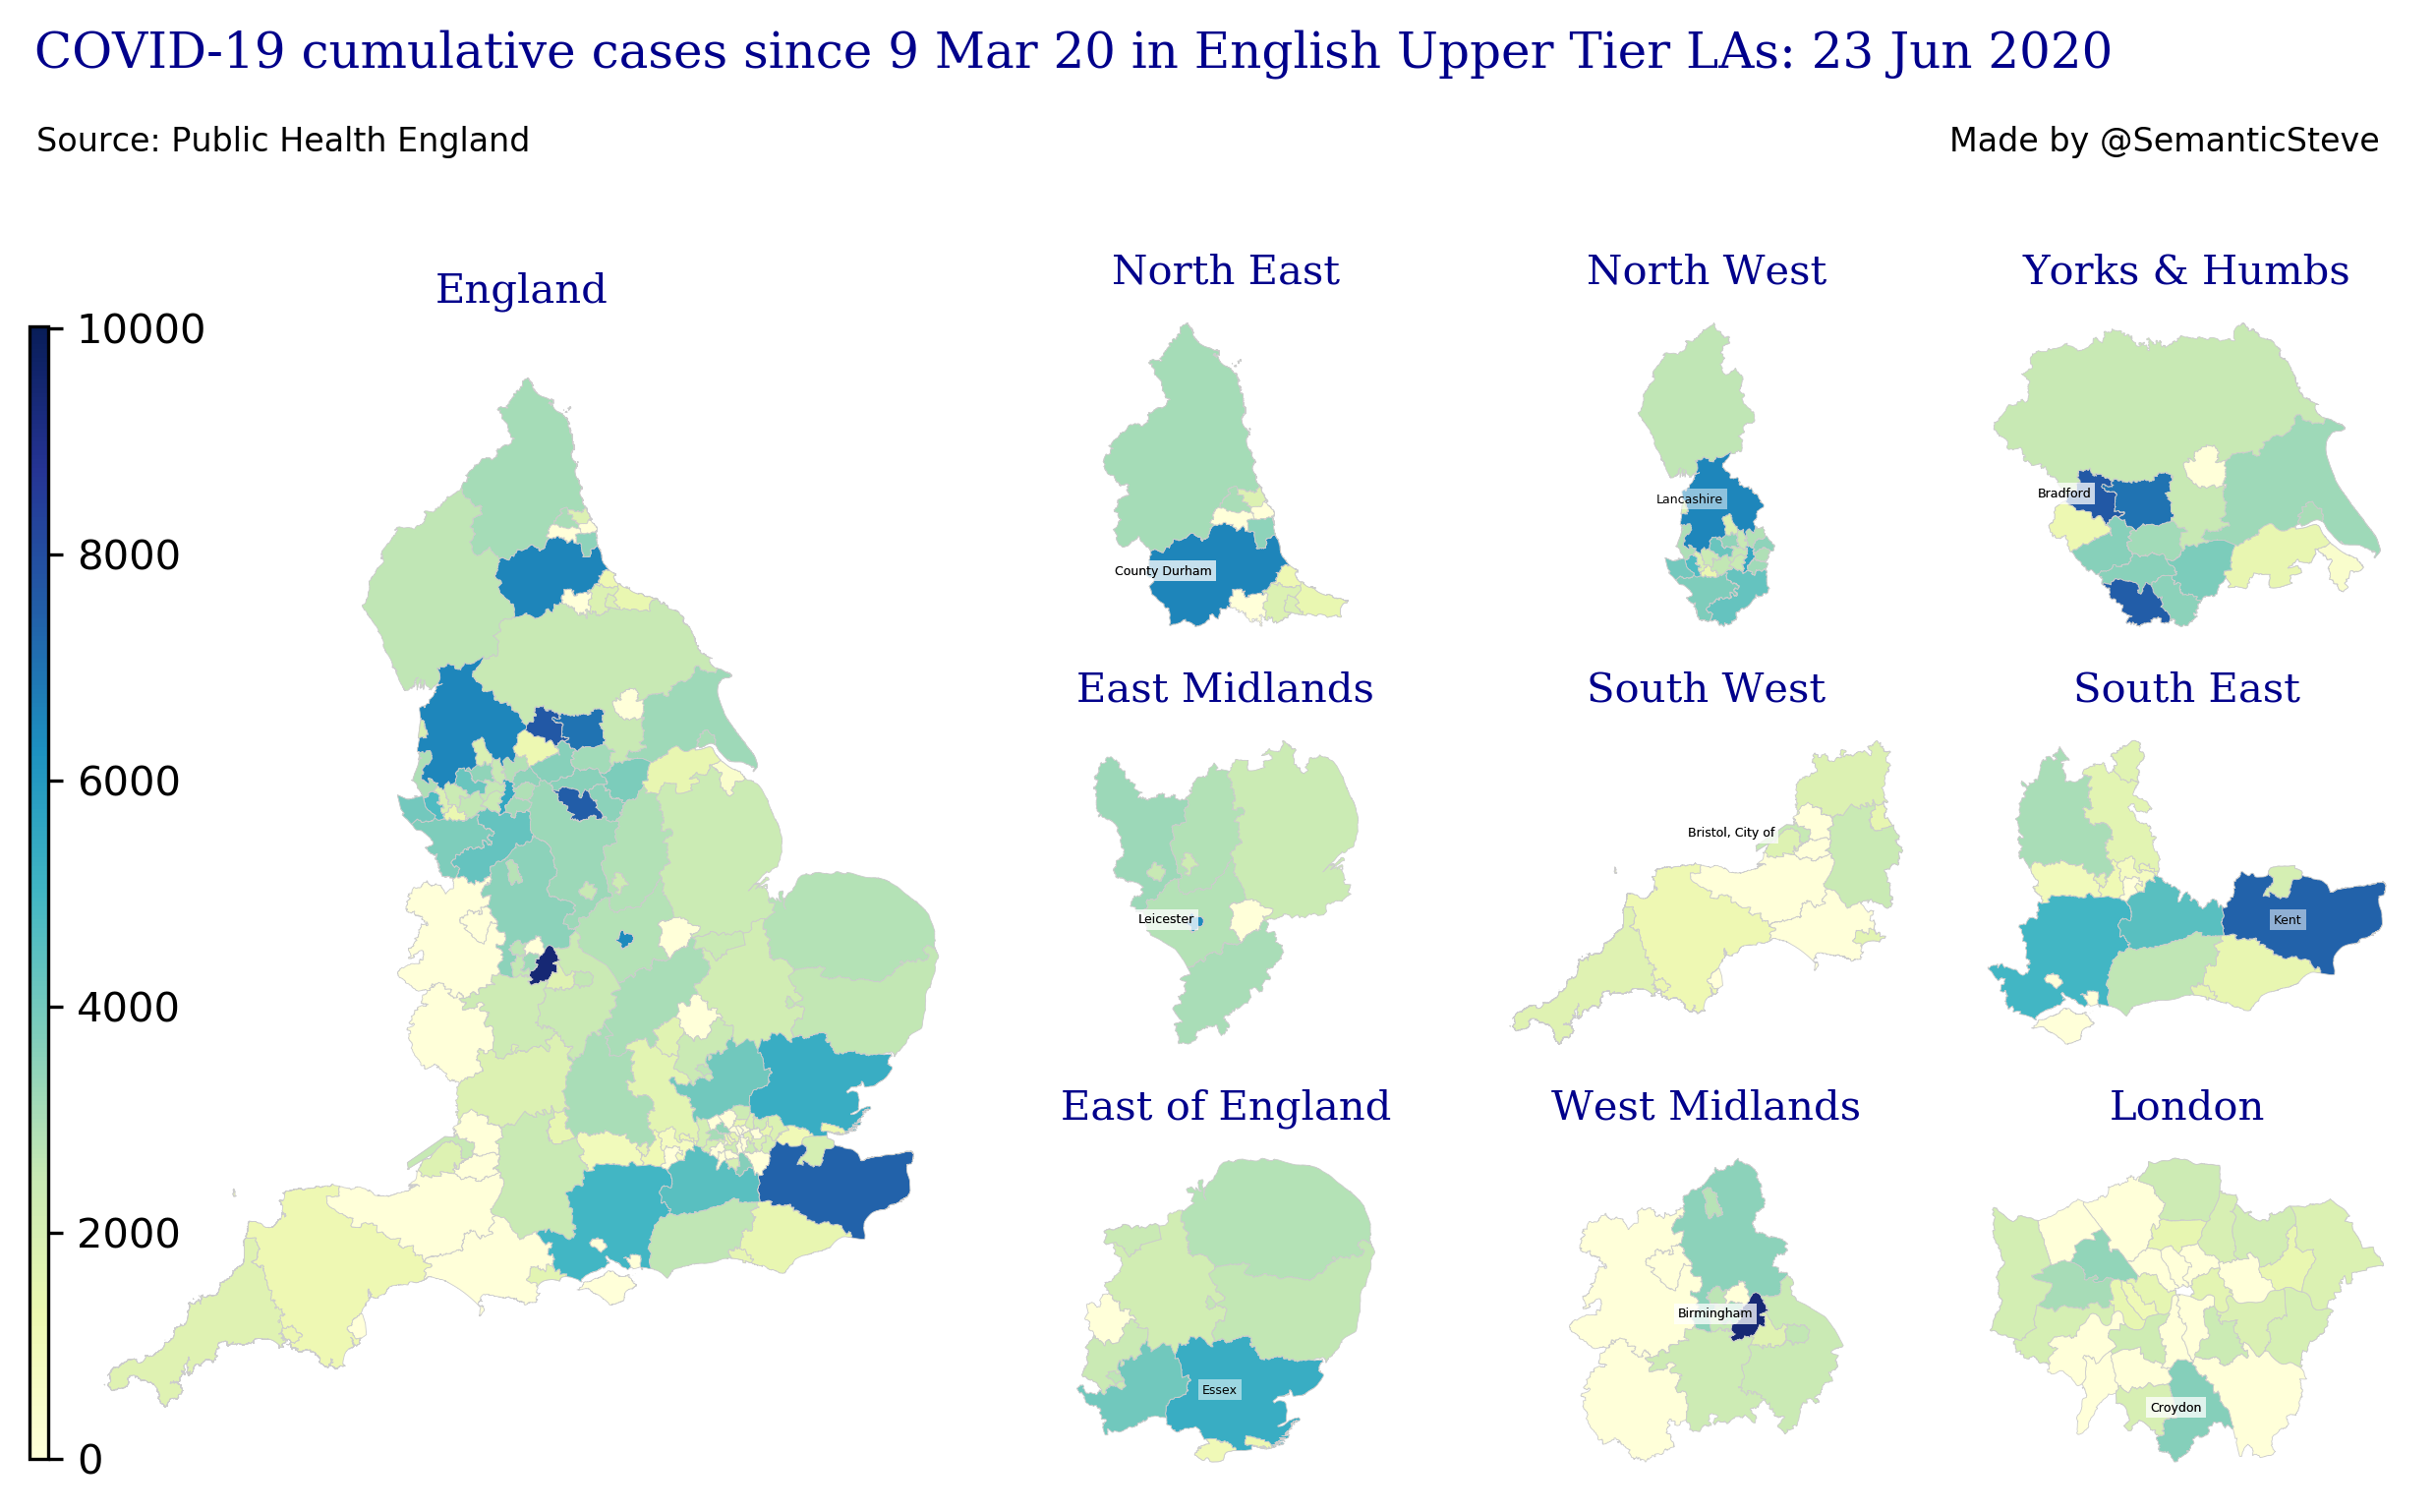 COVID-19 cumulative cases since 9 Mar 20 in English Upper Tier LAs: 23 Jun 2020
Source: Public Health England
Made by @SemanticSteve
England
10000
8000
6000
4000
2000
0
North East
County Durham
North West
Lancashire
Yorks & Humbs
Bradford
East Midlands
Leicester
South West
Bristol, City of
South East
Kent
East of England
Essex
West Midlands
Birmingham
London
Croydon